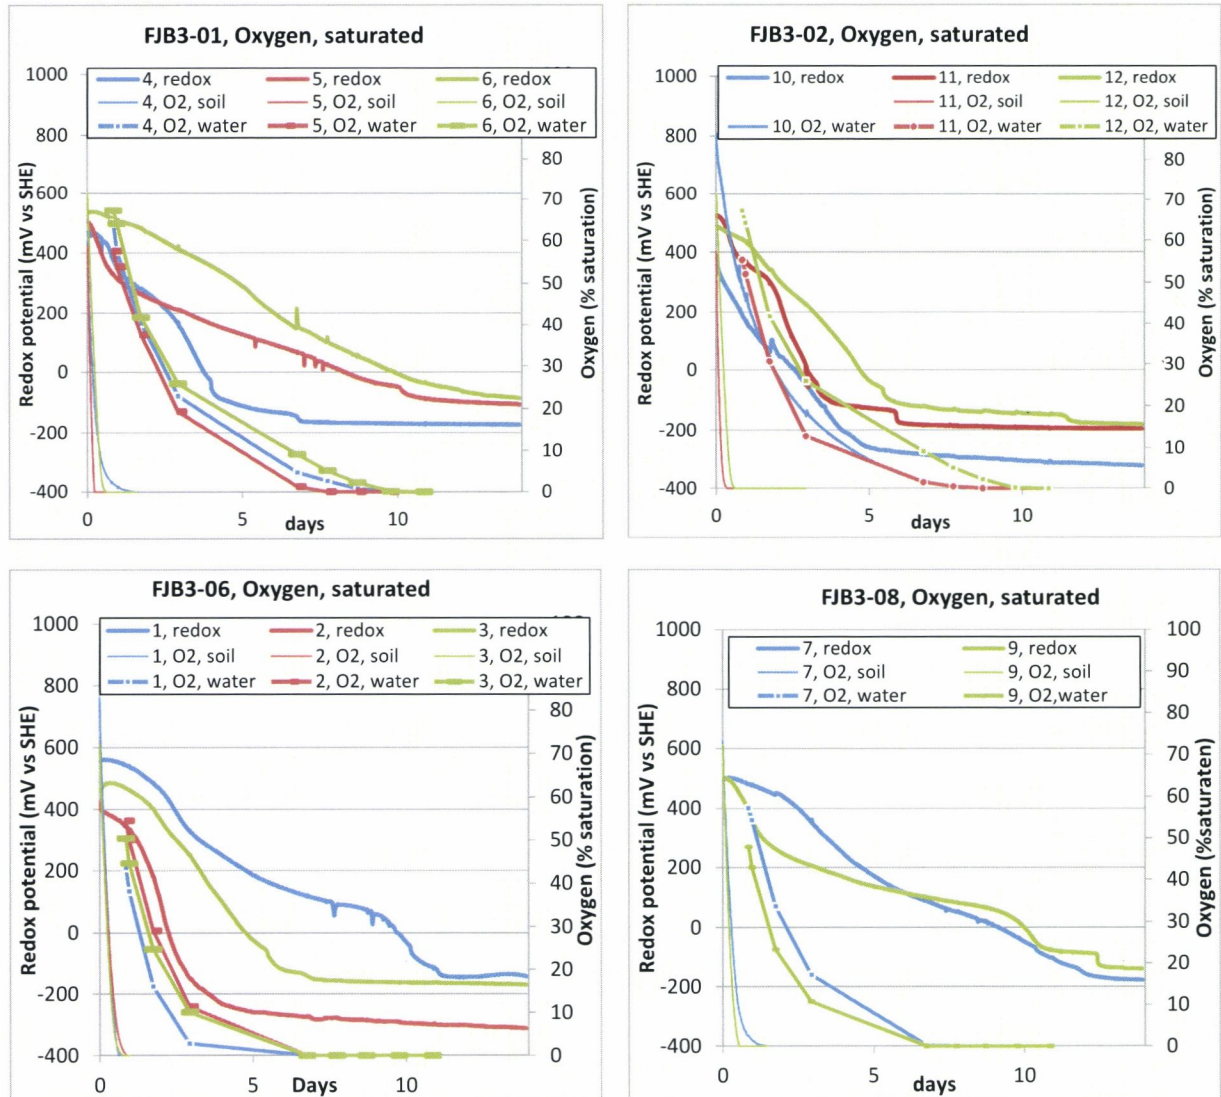 FJB3-01, Oxygen, saturated
1000
4, redox 5, redox 6, redox
4, O2, soil 5, O2, soil 6, O2, soil
4, O2, water 5, O2, water 6, O2, water
800
600
400
200
0
-200
-400
Redox potential (mV vs SHE)
80
70
60
50
40
30
20
10
0
Oxygen (% saturation)
0 5 10
days
FJB3-02, Oxygen, saturated
1000
10, redox 11, redox 12, redox
11, O2, soil 12, O2, soil
10, O2, water 11, O2, water 12, O2, water
800
600
400
200
0
-200
-400
Redox potential (mV vs SHE)
80
70
60
50
40
30
20
10
0
Oxygen (% saturation)
0 5 10
days
FJB3-06, Oxygen, saturated
1000
1, redox 2, redox 3, redox
1, O2, soil 2, O2, soil 3, O2, soil
1, O2, water 2, O2, water 3, O2, water
800
600
400
200
0
-200
-400
Redox potential (mV vs SHE)
80
70
60
50
40
30
20
10
0
Oxygen (% saturation)
0 5 10
Days
FJB3-08, Oxygen, saturated
1000
7, redox 9, redox
7, O2, soil 9, O2, soil
7, O2, water 9, O2,water
800
600
400
200
0
-200
-400
Redox potential (mV vs SHE)
100
90
80
70
60
50
40
30
20
10
0
Oxygen (%saturaten)
0 5 10
days